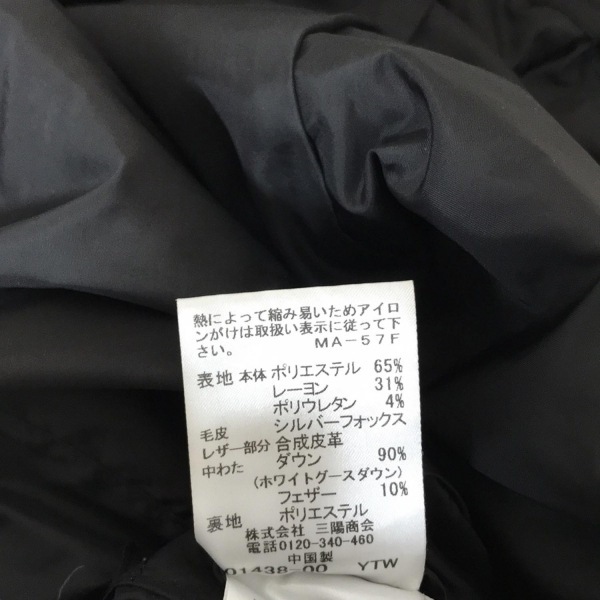 熱によって縮み易いためアイロ
ンがけは取扱い表示に従って下
さい。 MA-57F
表地 本体 ポリエステル 65%
レーヨン 31%
ポリウレタン 4%
毛皮 シルバーフォックス
レザー部分 合成皮革
中わた ダウン 90%
(ホワイトグースダウン)
フェザー 10%
裏地 ポリエステル
株式会社 三陽商会
電話0120-340-460
中国製
01438-00 YTW